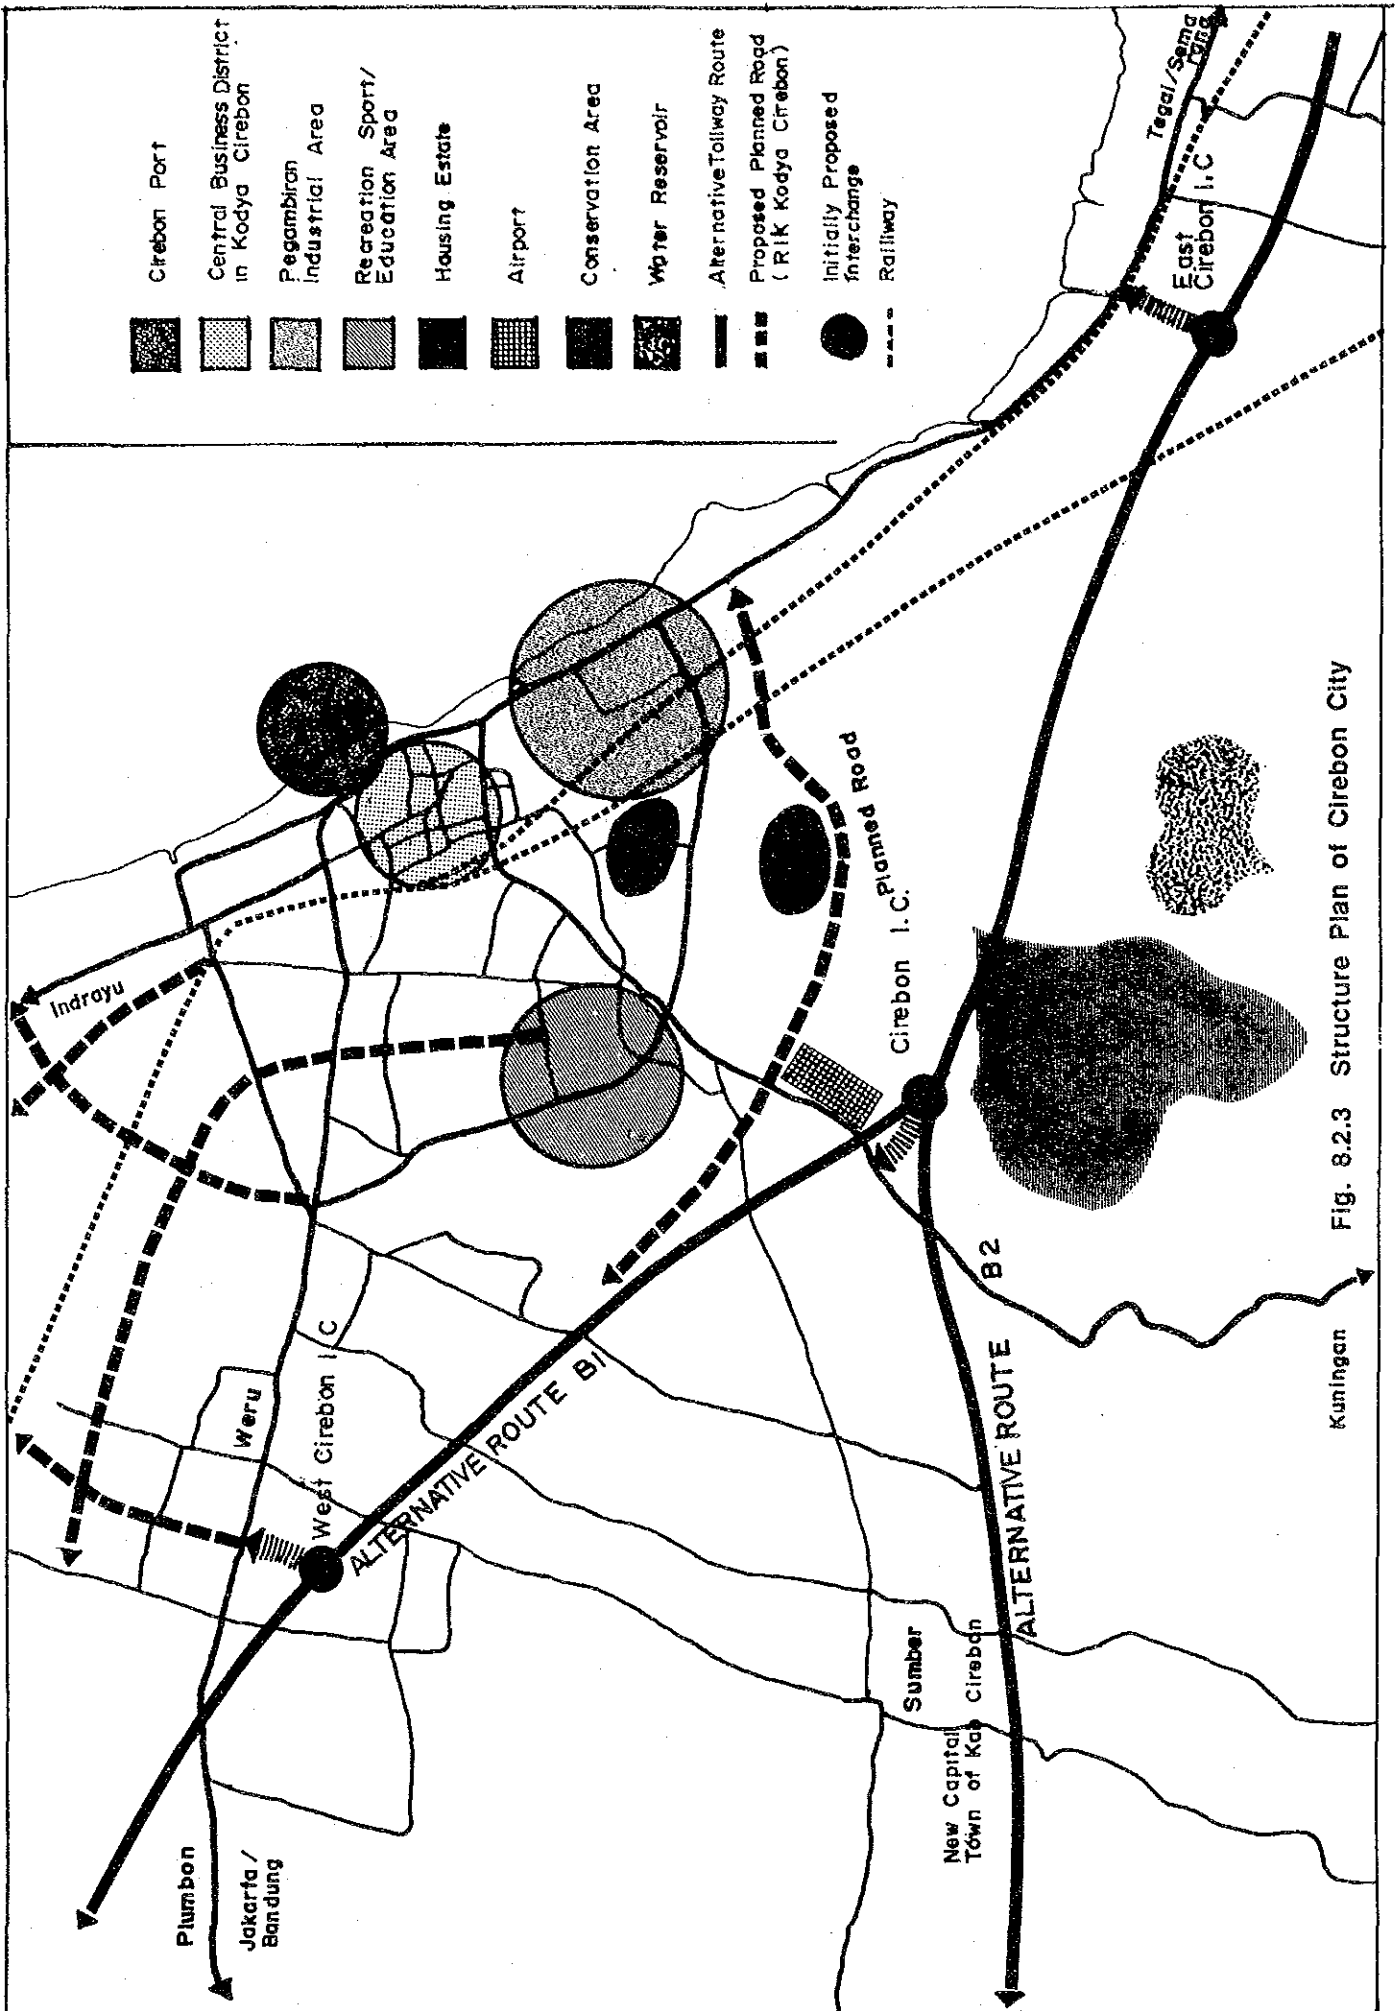 Cirebon Port
Central Business District
in Kodya Cirebon
Pegambiran
Industrial Area
Recreation Sport/
Education Area
Housing Estate
Airport
Conservation Area
Water Reservoir
Alternative Tollway Route
Proposed Planned Road
(RIK Kodya Cirebon)
Initially Proposed
Interchange
Railiway
Tegal/Sema
rang
East
Cirebon I.C
Indrayu
Planned Road
Cirebon I.C.
Weru
West Cirebon I C
ALTERNATIVE ROUTE B1
ALTERNATIVE ROUTE B2
Plumbon
Jakarta /
Bandung
Sumber
New Capital
Town of Kab Cirebon
Kuningan
Fig. 8.2.3 Structure Plan of Cirebon City